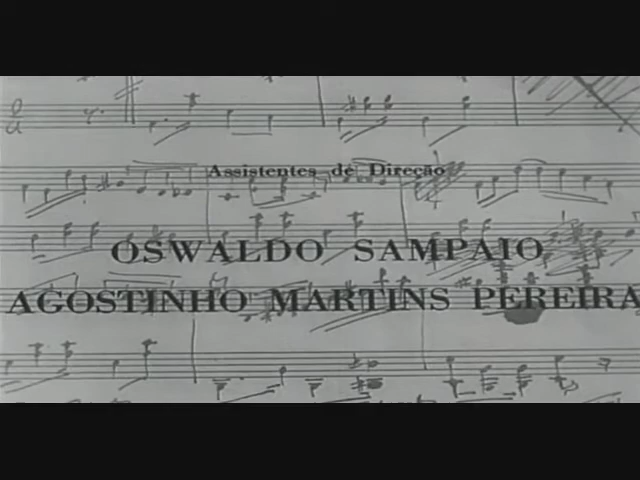 Assistentes de Direção
OSWALDO SAMPAIO
AGOSTINHO MARTINS PEREIRA